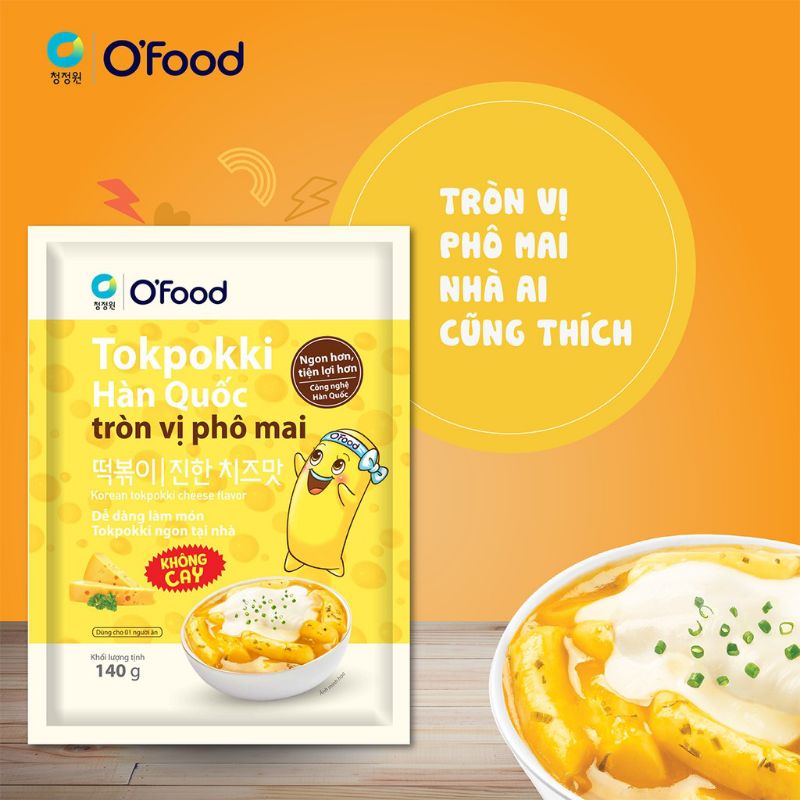 청정원
O'Food
TRÒN VỊ
PHÔ MAI
NHÀ AI
CŨNG THÍCH
청정원
O'Food
Tokpokki
Hàn Quốc
tròn vị phô mai
Ngon hơn,
tiện lợi hơn
Công nghệ
Hàn Quốc
O'Food
떡볶이|진한 치즈맛
Korean tokpokki cheese flavor
Dễ dàng làm món
Tokpokki ngon tại nhà
KHÔNG
CAY
Dùng cho 01 người ăn
Khối lượng tịnh
140 g
Ảnh minh họa